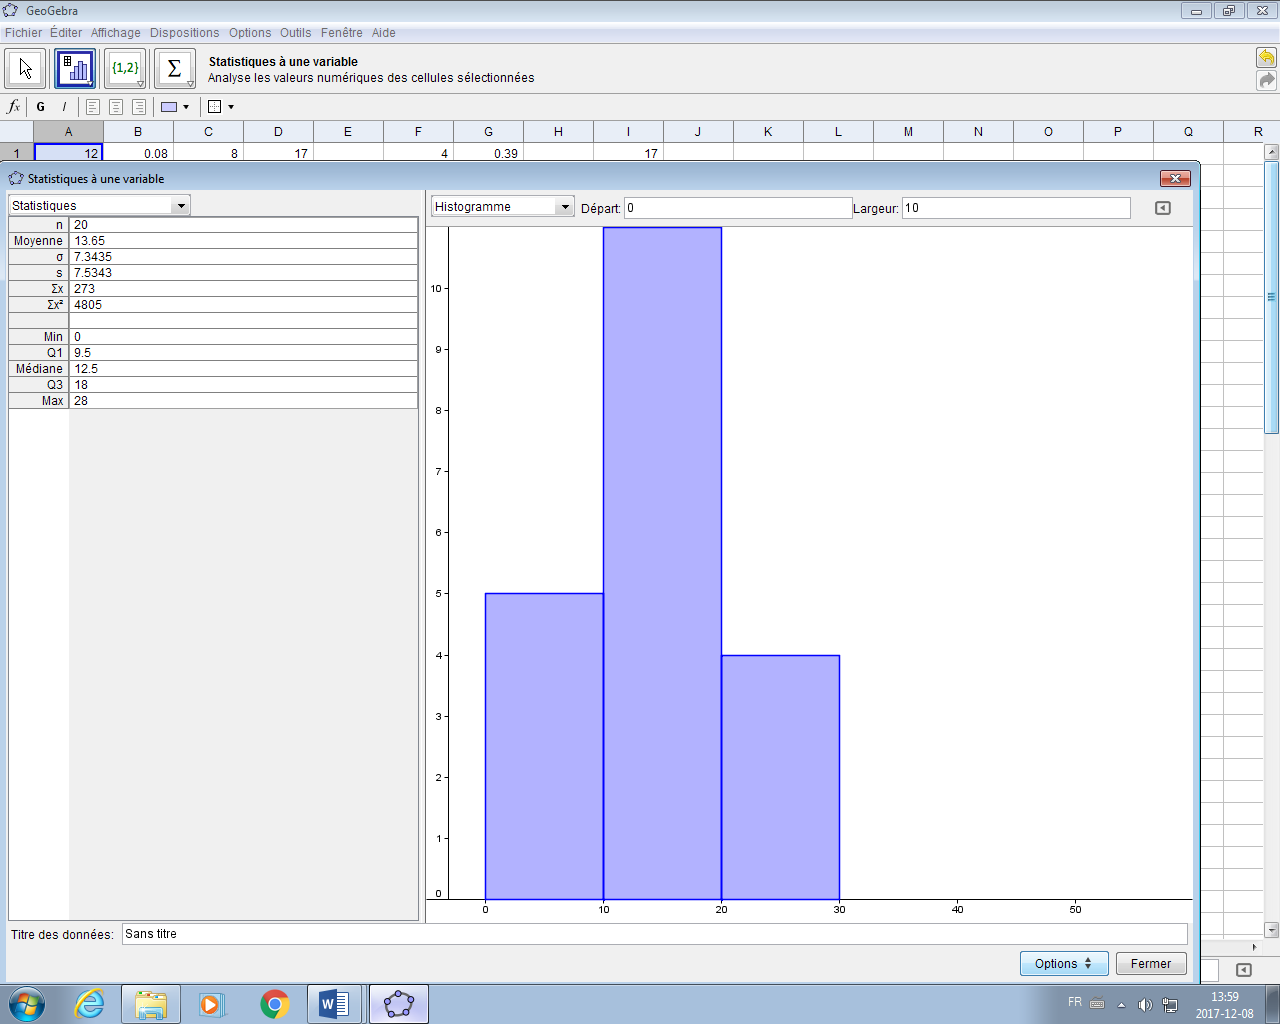 GeoGebra
Fichier Éditer Affichage Dispositions Options Outils Fenêtre Aide
{1,2} Σ
Statistiques à une variable
Analyse les valeurs numériques des cellules sélectionnées
fx G I
A B C D E F G H I J K L M N O P Q R
1 12 0.08 8 17 4 0.39 17
Statistiques à une variable
Statistiques
n 20
Moyenne 13.65
σ 7.3435
s 7.5343
Σx 273
Σx² 4805
Min 0
Q1 9.5
Médiane 12.5
Q3 18
Max 28
Histogramme Départ: 0 Largeur: 10
10
9
8
7
6
5
4
3
2
1
0
0 10 20 30 40 50
Titre des données: Sans titre
Options Fermer
FR 13:59
2017-12-08